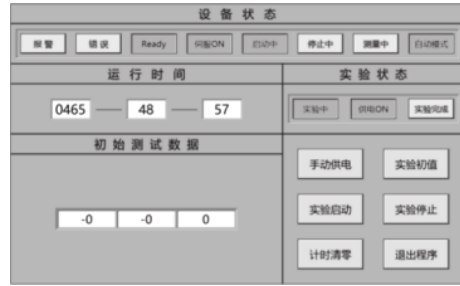 设备状态
报警 错误 Ready 伺服ON 启动中 停止中 测量中 自动模式
运行时间 实验状态
0465 — 48 — 57 实验中 供电ON 实验完成
初始测试数据
手动供电 实验初值
-0 -0 0 实验启动 实验停止
计时清零 退出程序